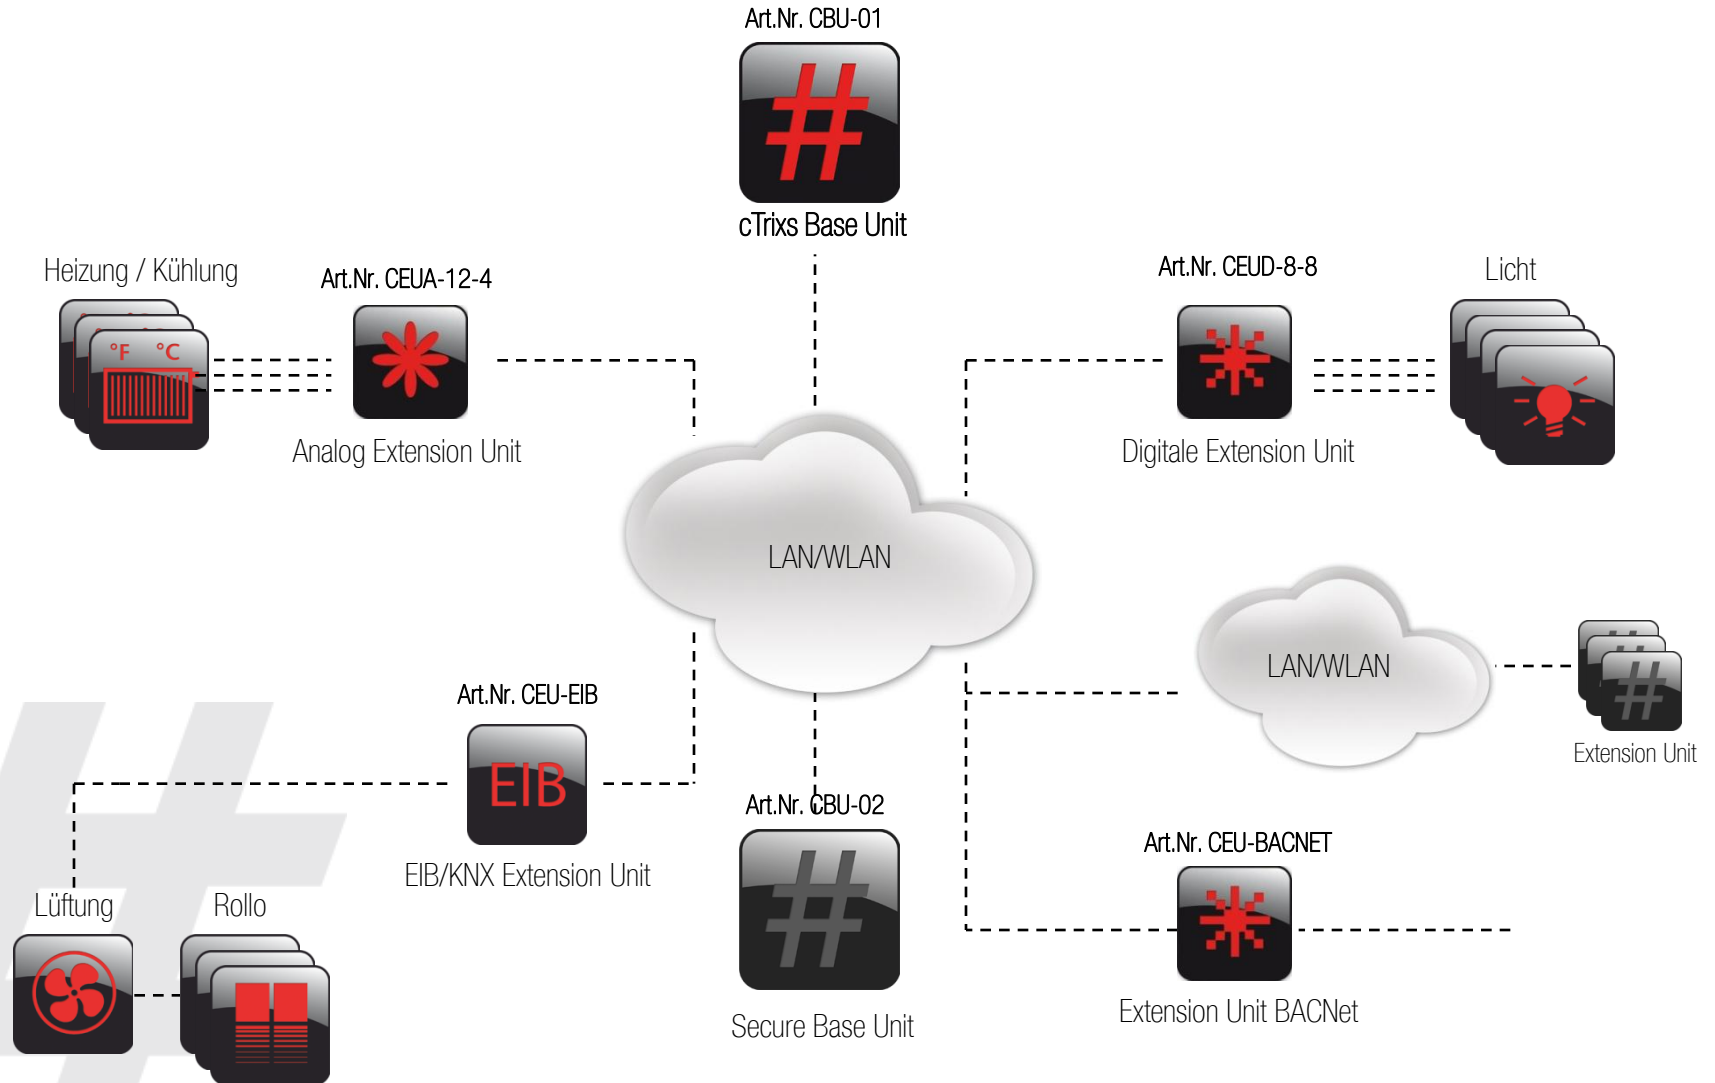 Art.Nr. CBU-01
cTrixs Base Unit
Heizung / Kühlung
°F °C
Art.Nr. CEUA-12-4
Analog Extension Unit
Art.Nr. CEUD-8-8
Digitale Extension Unit
Licht
LAN/WLAN
LAN/WLAN
Extension Unit
Art.Nr. CEU-EIB
EIB
EIB/KNX Extension Unit
Lüftung
Rollo
Art.Nr. CBU-02
Secure Base Unit
Art.Nr. CEU-BACNET
Extension Unit BACNet